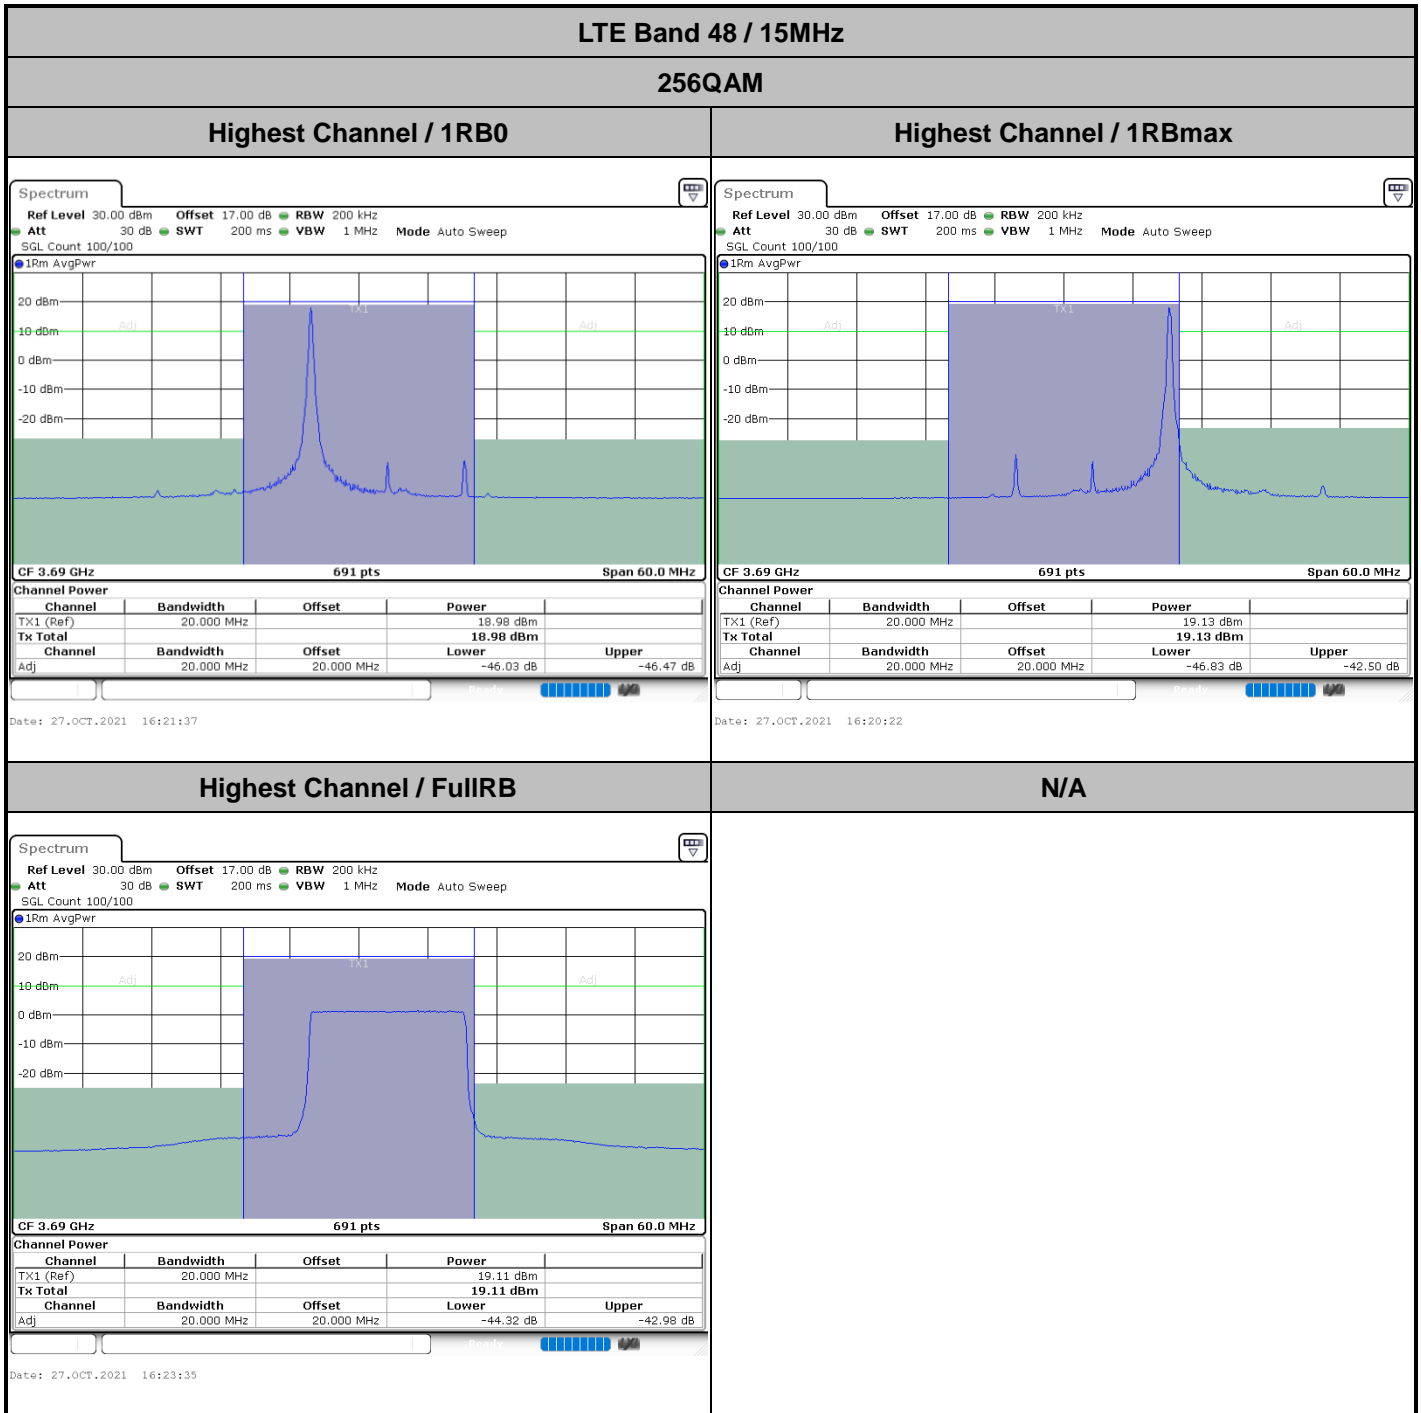 LTE Band 48 / 15MHz
256QAM
Highest Channel / 1RB0
Highest Channel / 1RBmax
Spectrum
Ref Level 30.00 dBm Offset 17.00 dB RBW 200 kHz
Att 30 dB SWT 200 ms VBW 1 MHz Mode Auto Sweep
SGL Count 100/100
1Rm AvgPwr
20 dBm
TX1
10 dBm
Adj
Adj
0 dBm
-10 dBm
-20 dBm
CF 3.69 GHz 691 pts Span 60.0 MHz
Channel Power
Channel Bandwidth Offset Power
TX1 (Ref) 20.000 MHz 18.98 dBm
Tx Total 18.98 dBm
Channel Bandwidth Offset Lower Upper
Adj 20.000 MHz 20.000 MHz -46.03 dB -46.47 dB
Ready
Date: 27.OCT.2021 16:21:37
Spectrum
Ref Level 30.00 dBm Offset 17.00 dB RBW 200 kHz
Att 30 dB SWT 200 ms VBW 1 MHz Mode Auto Sweep
SGL Count 100/100
1Rm AvgPwr
20 dBm
TX1
10 dBm
Adj
Adj
0 dBm
-10 dBm
-20 dBm
CF 3.69 GHz 691 pts Span 60.0 MHz
Channel Power
Channel Bandwidth Offset Power
TX1 (Ref) 20.000 MHz 19.13 dBm
Tx Total 19.13 dBm
Channel Bandwidth Offset Lower Upper
Adj 20.000 MHz 20.000 MHz -46.83 dB -42.50 dB
Ready
Date: 27.OCT.2021 16:20:22
Highest Channel / FullRB
N/A
Spectrum
Ref Level 30.00 dBm Offset 17.00 dB RBW 200 kHz
Att 30 dB SWT 200 ms VBW 1 MHz Mode Auto Sweep
SGL Count 100/100
1Rm AvgPwr
20 dBm
TX1
10 dBm
Adj
Adj
0 dBm
-10 dBm
-20 dBm
CF 3.69 GHz 691 pts Span 60.0 MHz
Channel Power
Channel Bandwidth Offset Power
TX1 (Ref) 20.000 MHz 19.11 dBm
Tx Total 19.11 dBm
Channel Bandwidth Offset Lower Upper
Adj 20.000 MHz 20.000 MHz -44.32 dB -42.98 dB
Ready
Date: 27.OCT.2021 16:23:35